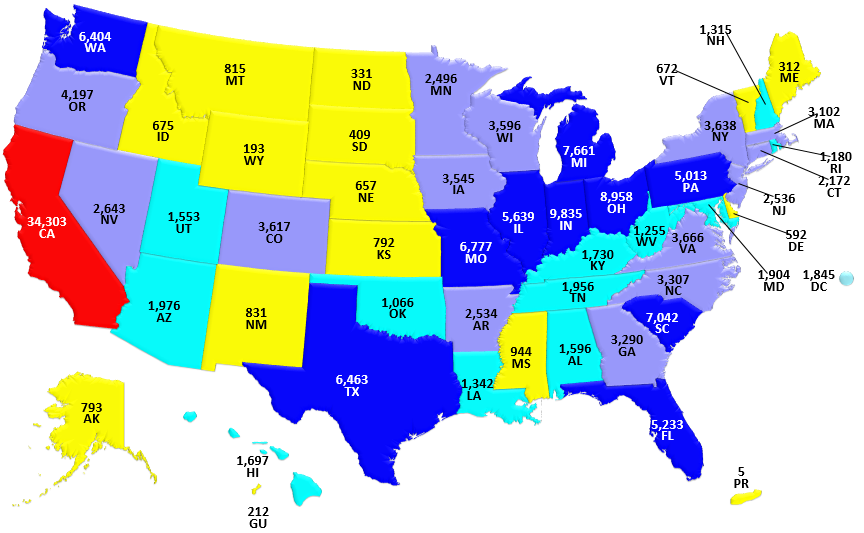 1,315
NH
6,404
WA
815
MT
331
ND
2,496
MN
672
VT
312
ME
4,197
OR
3,596
WI
3,638
NY
3,102
MA
675
ID
193
WY
409
SD
7,661
MI
1,180
RI
5,013
PA
2,172
CT
34,303
CA
2,643
NV
1,553
UT
3,617
CO
657
NE
3,545
IA
5,639
IL
9,835
IN
8,958
OH
2,536
NJ
592
DE
792
KS
6,777
MO
1,730
KY
1,255
WV
3,666
VA
1,904
MD
1,845
DC
1,976
AZ
831
NM
1,066
OK
2,534
AR
1,956
TN
3,307
NC
7,042
SC
6,463
TX
1,342
LA
944
MS
1,596
AL
3,290
GA
5,233
FL
793
AK
1,697
HI
212
GU
5
PR